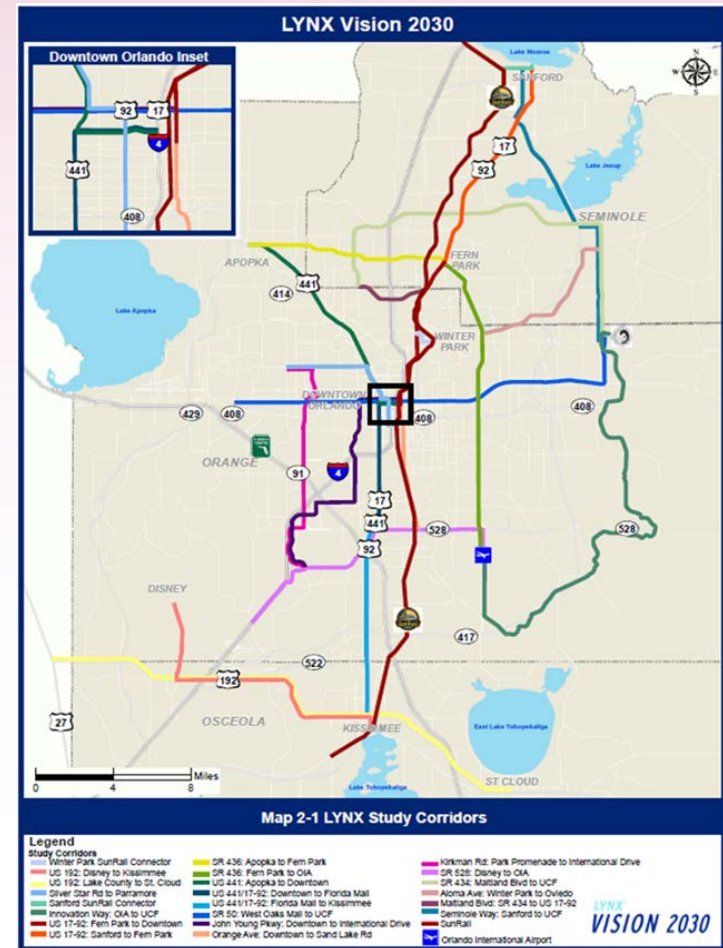 LYNX Vision 2030
Downtown Orlando Inset
92
17
4
441
408
Lake Monroe
N
SANFORD
17
92
Lake Jesup
SEMINOLE
APOPKA
FERN
PARK
441
414
Lake Apopka
WINTER
PARK
DOWNTOWN
ORLANDO
429
408
408
408
ORANGE
4
91
17
441
92
528
528
DISNEY
417
522
192
27
OSCEOLA
KISSIMMEE
East Lake Tohopekaliga
ST CLOUD
Lake Tohopekaliga
0 4 8 Miles
Map 2-1 LYNX Study Corridors
Legend
Study Corridors
Winter Park SunRail Connector
US 192: Disney to Kissimmee
US 192: Lake County to St. Cloud
Silver Star Rd to Parramore
Sanford SunRail Connector
Innovation Way: OIA to UCF
US 17-92: Fern Park to Downtown
US 17-92: Sanford to Fern Park
SR 436: Apopka to Fern Park
SR 436: Fern Park to OIA
US 441: Apopka to Downtown
US 441/17-92: Downtown to Florida Mall
US 441/17-92: Florida Mall to Kissimmee
SR 50: West Oaks Mall to UCF
John Young Pkwy: Downtown to International Drive
Orange Ave: Downtown to Sand Lake Rd
Kirkman Rd: Park Promenade to International Drive
SR 528: Disney to OIA
SR 434: Maitland Blvd to UCF
Aloma Ave: Winter Park to Oviedo
Maitland Blvd: SR 434 to US 17-92
Seminole Way: Sanford to UCF
SunRail
Orlando International Airport
LYNX
VISION 2030